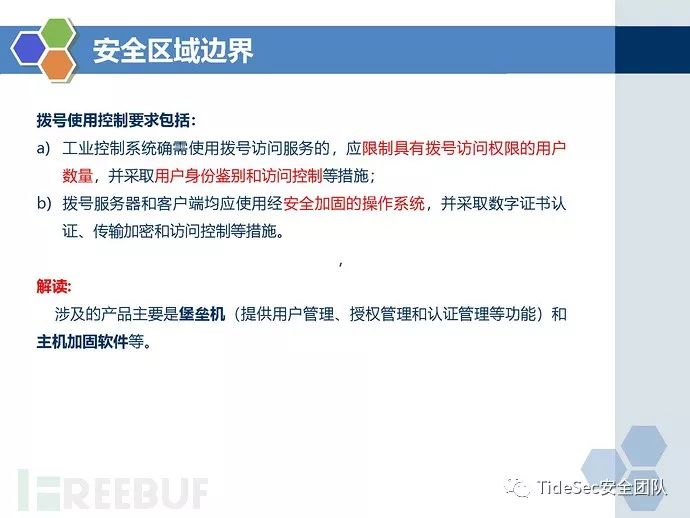 安全区域边界
拨号使用控制要求包括：
a） 工业控制系统确需使用拨号访问服务的，应限制具有拨号访问权限的用户
数量，并采取用户身份鉴别和访问控制等措施；
b） 拨号服务器和客户端均应使用经安全加固的操作系统，并采取数字证书认
证、传输加密和访问控制等措施。
，
解读:
涉及的产品主要是堡垒机（提供用户管理、授权管理和认证管理等功能）和
主机加固软件等。
FREEBUF
TideSec安全团队